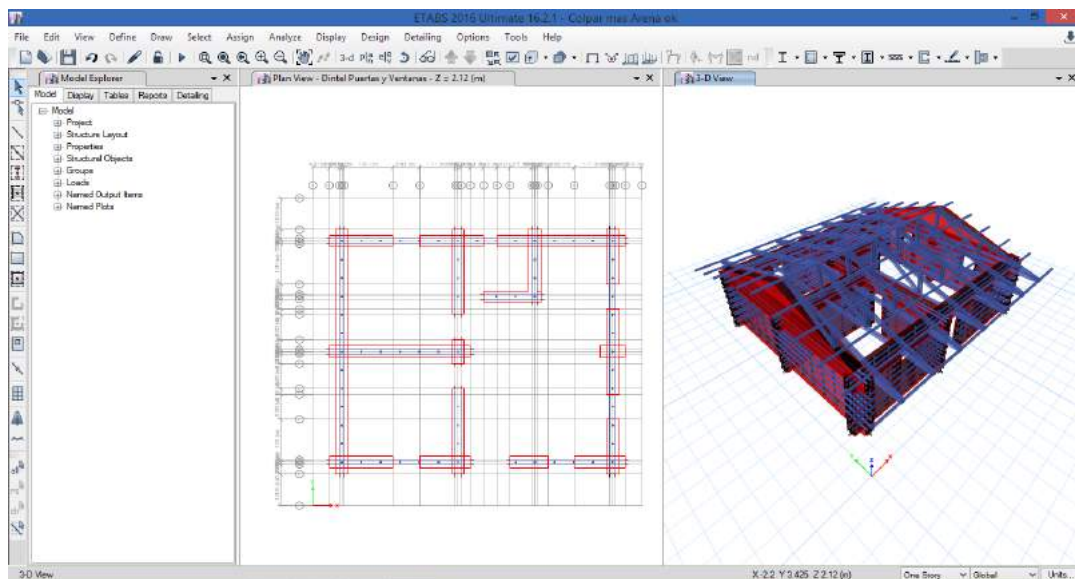 ETABS 2016 Ultimate 16.2.1 - Colpar mas Arena ok
File Edit View Define Draw Select Assign Analyze Display Design Detailing Options Tools Help
3-d
Model Explorer
Plan View - Dintel Puertas y Ventanas - Z = 2.12 (m)
3-D View
Model Display Tables Reports Detailing
Model
Project
Structure Layout
Properties
Structural Objects
Groups
Loads
Named Output Items
Named Plots
3-D View
X -2.2 Y 3.425 Z 2.12 (m)
One Story
Global
Units...